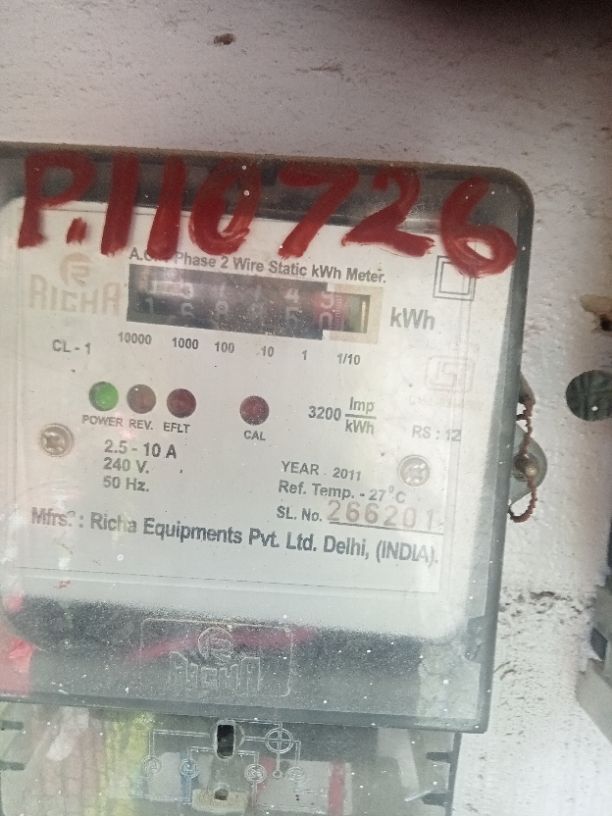 P.110726
A.C. Phase 2 Wire Static kWh Meter.
RICHA
kWh
CL - 1
10000 1000 100 10 1 1/10
POWER REV. EFLT
CAL
3200 Imp/kWh
RS : 12
2.5 - 10 A
240 V.
50 Hz.
YEAR - 2011
Ref. Temp. - 27°C
SL. No. 266201
Mfrs. : Richa Equipments Pvt. Ltd. Delhi, (INDIA).
RICHA